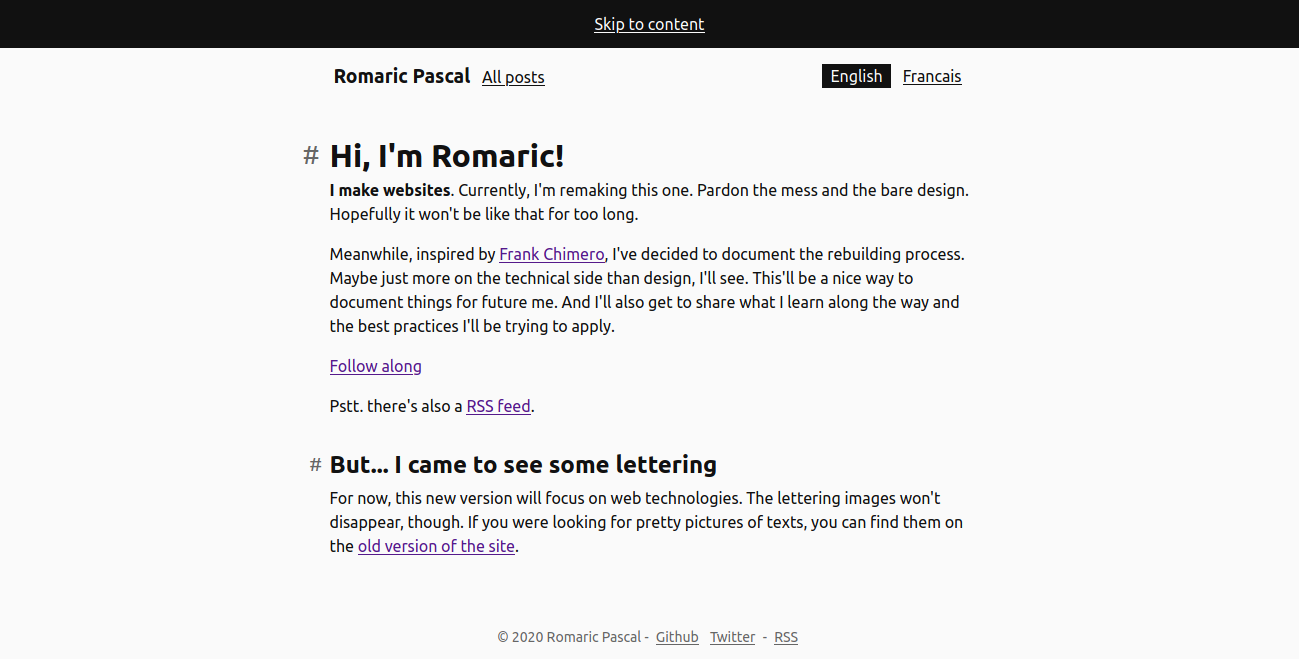 Skip to content
Romaric Pascal All posts English Francais
# Hi, I'm Romaric!
I make websites. Currently, I'm remaking this one. Pardon the mess and the bare design.
Hopefully it won't be like that for too long.
Meanwhile, inspired by Frank Chimero, I've decided to document the rebuilding process.
Maybe just more on the technical side than design, I'll see. This'll be a nice way to
document things for future me. And I'll also get to share what I learn along the way and
the best practices I'll be trying to apply.
Follow along
Pstt. there's also a RSS feed.
# But... I came to see some lettering
For now, this new version will focus on web technologies. The lettering images won't
disappear, though. If you were looking for pretty pictures of texts, you can find them on
the old version of the site.
© 2020 Romaric Pascal - Github Twitter - RSS